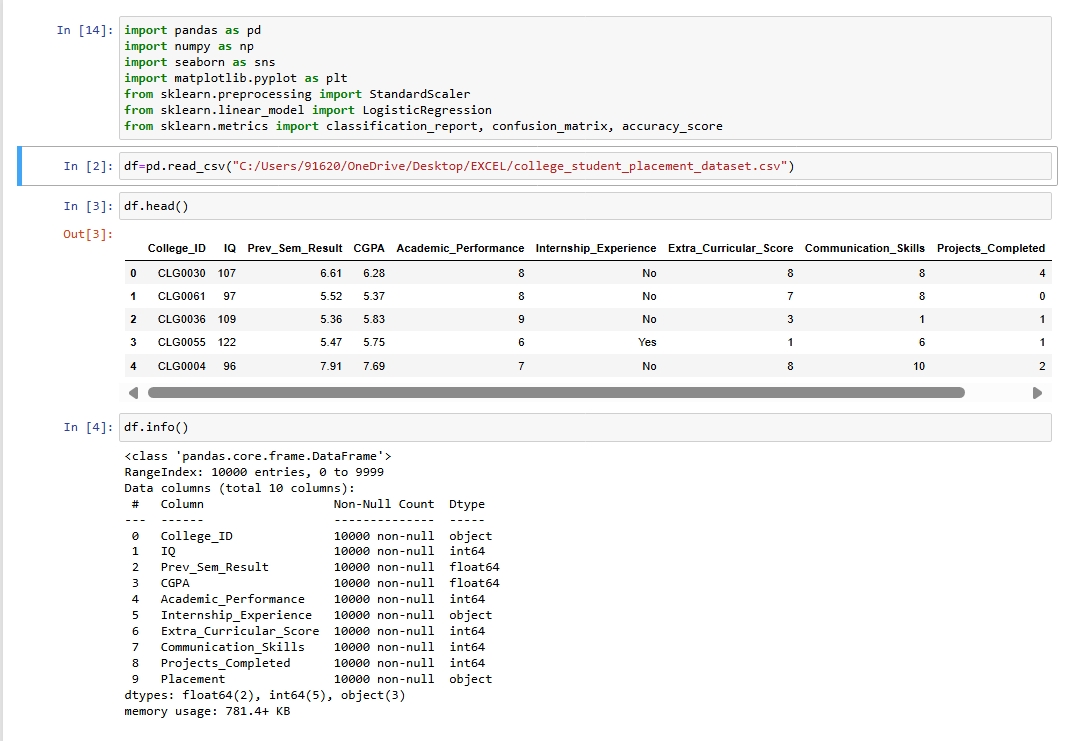 In [14]: import pandas as pd
import numpy as np
import seaborn as sns
import matplotlib.pyplot as plt
from sklearn.preprocessing import StandardScaler
from sklearn.linear_model import LogisticRegression
from sklearn.metrics import classification_report, confusion_matrix, accuracy_score
In [2]: df=pd.read_csv("C:/Users/91620/OneDrive/Desktop/EXCEL/college_student_placement_dataset.csv")
In [3]: df.head()
Out[3]:
College_ID IQ Prev_Sem_Result CGPA Academic_Performance Internship_Experience Extra_Curricular_Score Communication_Skills Projects_Completed
0 CLG0030 107 6.61 6.28 8 No 8 8 4
1 CLG0061 97 5.52 5.37 8 No 7 8 0
2 CLG0036 109 5.36 5.83 9 No 3 1 1
3 CLG0055 122 5.47 5.75 6 Yes 1 6 1
4 CLG0004 96 7.91 7.69 7 No 8 10 2
In [4]: df.info()
<class 'pandas.core.frame.DataFrame'>
RangeIndex: 10000 entries, 0 to 9999
Data columns (total 10 columns):
# Column Non-Null Count Dtype
--- ------ -------------- -----
0 College_ID 10000 non-null object
1 IQ 10000 non-null int64
2 Prev_Sem_Result 10000 non-null float64
3 CGPA 10000 non-null float64
4 Academic_Performance 10000 non-null int64
5 Internship_Experience 10000 non-null object
6 Extra_Curricular_Score 10000 non-null int64
7 Communication_Skills 10000 non-null int64
8 Projects_Completed 10000 non-null int64
9 Placement 10000 non-null object
dtypes: float64(2), int64(5), object(3)
memory usage: 781.4+ KB